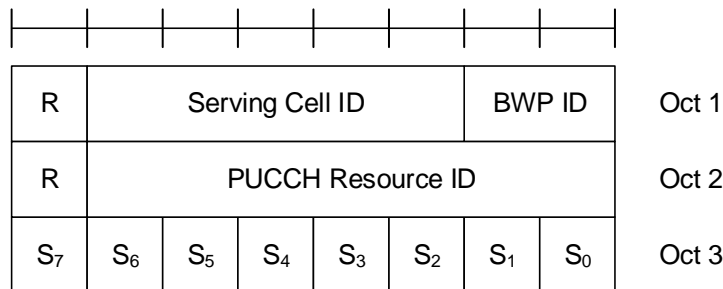 R Serving Cell ID BWP ID Oct 1
R PUCCH Resource ID Oct 2
S₇ S₆ S₅ S₄ S₃ S₂ S₁ S₀ Oct 3